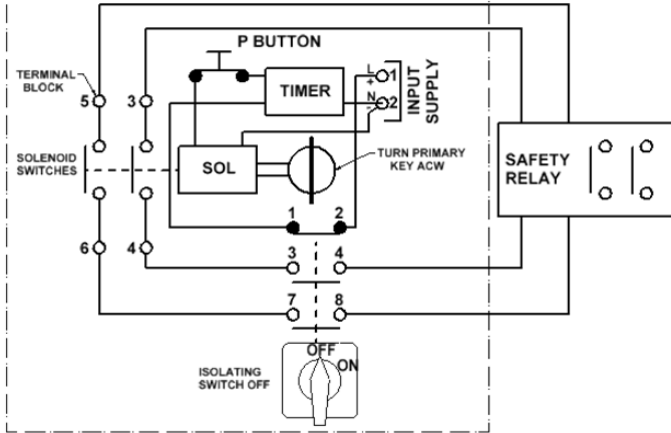 P BUTTON
TERMINAL
BLOCK
5
3
TIMER
L
+
1
N
-
2
INPUT
SUPPLY
SOLENOID
SWITCHES
SOL
TURN PRIMARY
KEY ACW
SAFETY
RELAY
1
2
6
4
3
4
7
8
OFF
ON
ISOLATING
SWITCH OFF